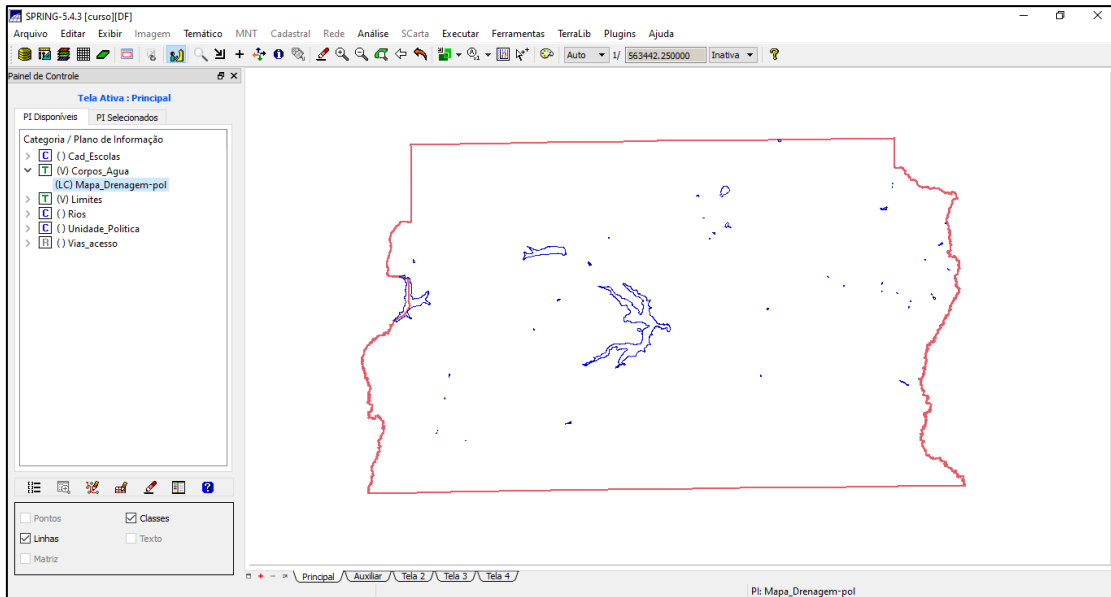 SPRING-5.4.3 [curso][DF]
Arquivo Editar Exibir Imagem Temático MNT Cadastral Rede Análise SCarta Executar Ferramentas TerraLib Plugins Ajuda
Auto 1/ 563442.250000 Inativa
Painel de Controle
Tela Ativa : Principal
PI Disponíveis PI Selecionados
Categoria / Plano de Informação
C ( ) Cad_Escolas
T (V) Corpos_Agua
(LC) Mapa_Drenagem-pol
T (V) Limites
C ( ) Rios
C ( ) Unidade_Politica
R ( ) Vias_acesso
Pontos Classes
Linhas Texto
Matriz
Principal Auxiliar Tela 2 Tela 3 Tela 4
PI: Mapa_Drenagem-pol